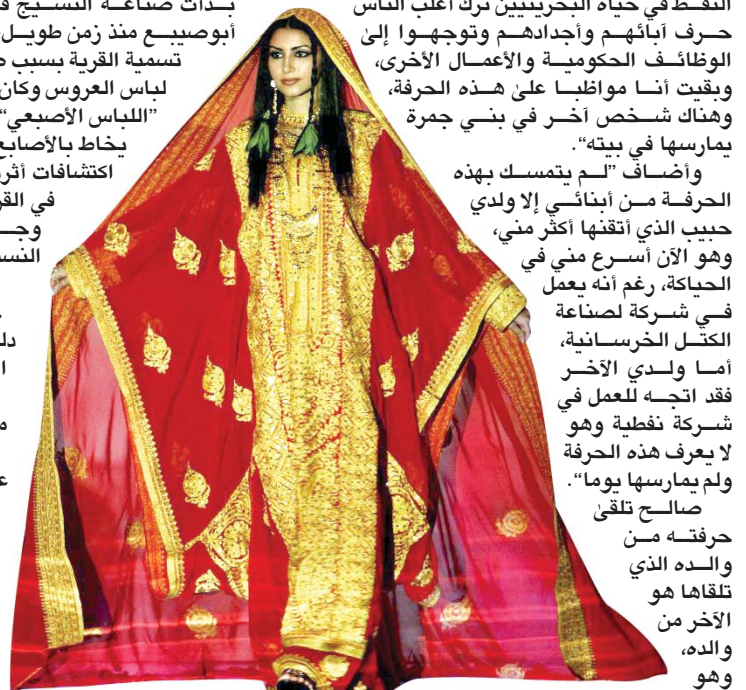 النفط في حياة البحرينيين ترك أغلب الناس
حرف آبائهم وأجدادهم وتوجهوا إلى
الوظائف الحكومية والأعمال الأخرى،
وبقيت أنا مواظبا على هذه الحرفة،
وهناك شخص آخر في بني جمرة
يمارسها في بيته“.
وأضاف ”لم يتمسك بهذه
الحرفة من أبنائي إلا ولدي
حبيب الذي أتقنها أكثر مني،
وهو الآن أسرع مني في
الحياكة، رغم أنه يعمل
في شركة لصناعة
الكتل الخرسانية،
أما ولدي الآخر
فقد اتجه للعمل في
شركة نفطية وهو
لا يعرف هذه الحرفة
ولم يمارسها يوما“.
صالح تلقى
حرفته من
والده الذي
تلقاها هو
الآخر من
والده،
وهو
بدأت صناعة النسيج
أبوصيبع منذ زمن طويل
تسمية القرية بسبب
لباس العروس وكان
”اللباس الأصبعي“
يخاط بالأصابع
اكتشافات
في